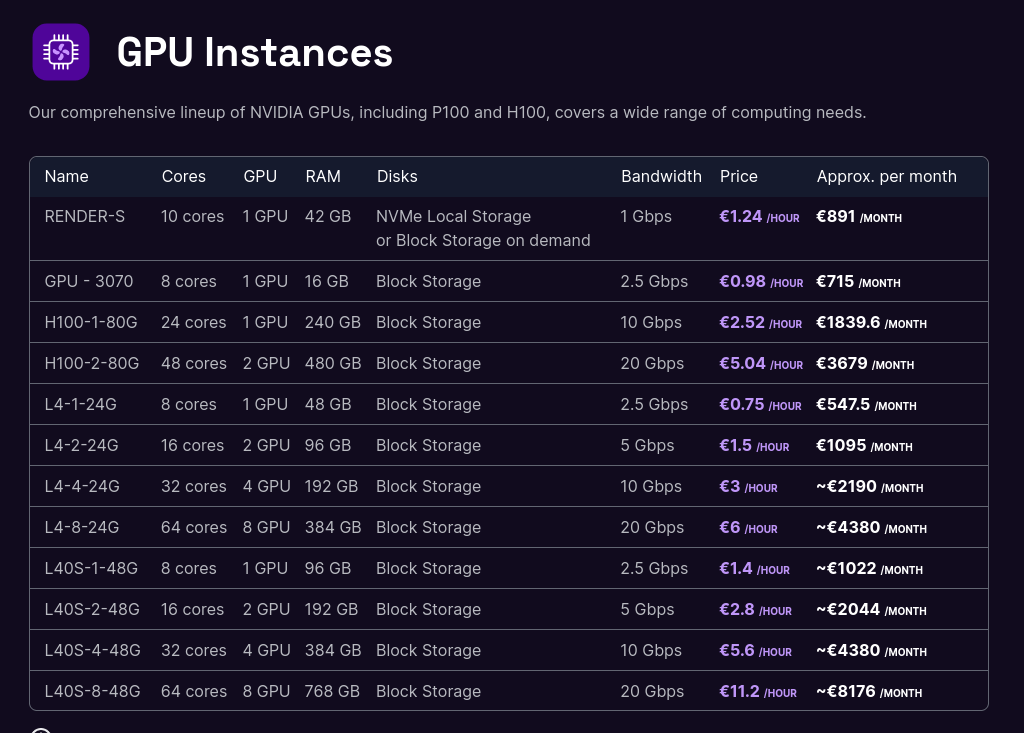 GPU Instances
Our comprehensive lineup of NVIDIA GPUs, including P100 and H100, covers a wide range of computing needs.
Name Cores GPU RAM Disks Bandwidth Price Approx. per month
RENDER-S 10 cores 1 GPU 42 GB NVMe Local Storage 1 Gbps €1.24 /HOUR €891 /MONTH
or Block Storage on demand
GPU - 3070 8 cores 1 GPU 16 GB Block Storage 2.5 Gbps €0.98 /HOUR €715 /MONTH
H100-1-80G 24 cores 1 GPU 240 GB Block Storage 10 Gbps €2.52 /HOUR €1839.6 /MONTH
H100-2-80G 48 cores 2 GPU 480 GB Block Storage 20 Gbps €5.04 /HOUR €3679 /MONTH
L4-1-24G 8 cores 1 GPU 48 GB Block Storage 2.5 Gbps €0.75 /HOUR €547.5 /MONTH
L4-2-24G 16 cores 2 GPU 96 GB Block Storage 5 Gbps €1.5 /HOUR €1095 /MONTH
L4-4-24G 32 cores 4 GPU 192 GB Block Storage 10 Gbps €3 /HOUR ~€2190 /MONTH
L4-8-24G 64 cores 8 GPU 384 GB Block Storage 20 Gbps €6 /HOUR ~€4380 /MONTH
L40S-1-48G 8 cores 1 GPU 96 GB Block Storage 2.5 Gbps €1.4 /HOUR ~€1022 /MONTH
L40S-2-48G 16 cores 2 GPU 192 GB Block Storage 5 Gbps €2.8 /HOUR ~€2044 /MONTH
L40S-4-48G 32 cores 4 GPU 384 GB Block Storage 10 Gbps €5.6 /HOUR ~€4380 /MONTH
L40S-8-48G 64 cores 8 GPU 768 GB Block Storage 20 Gbps €11.2 /HOUR ~€8176 /MONTH